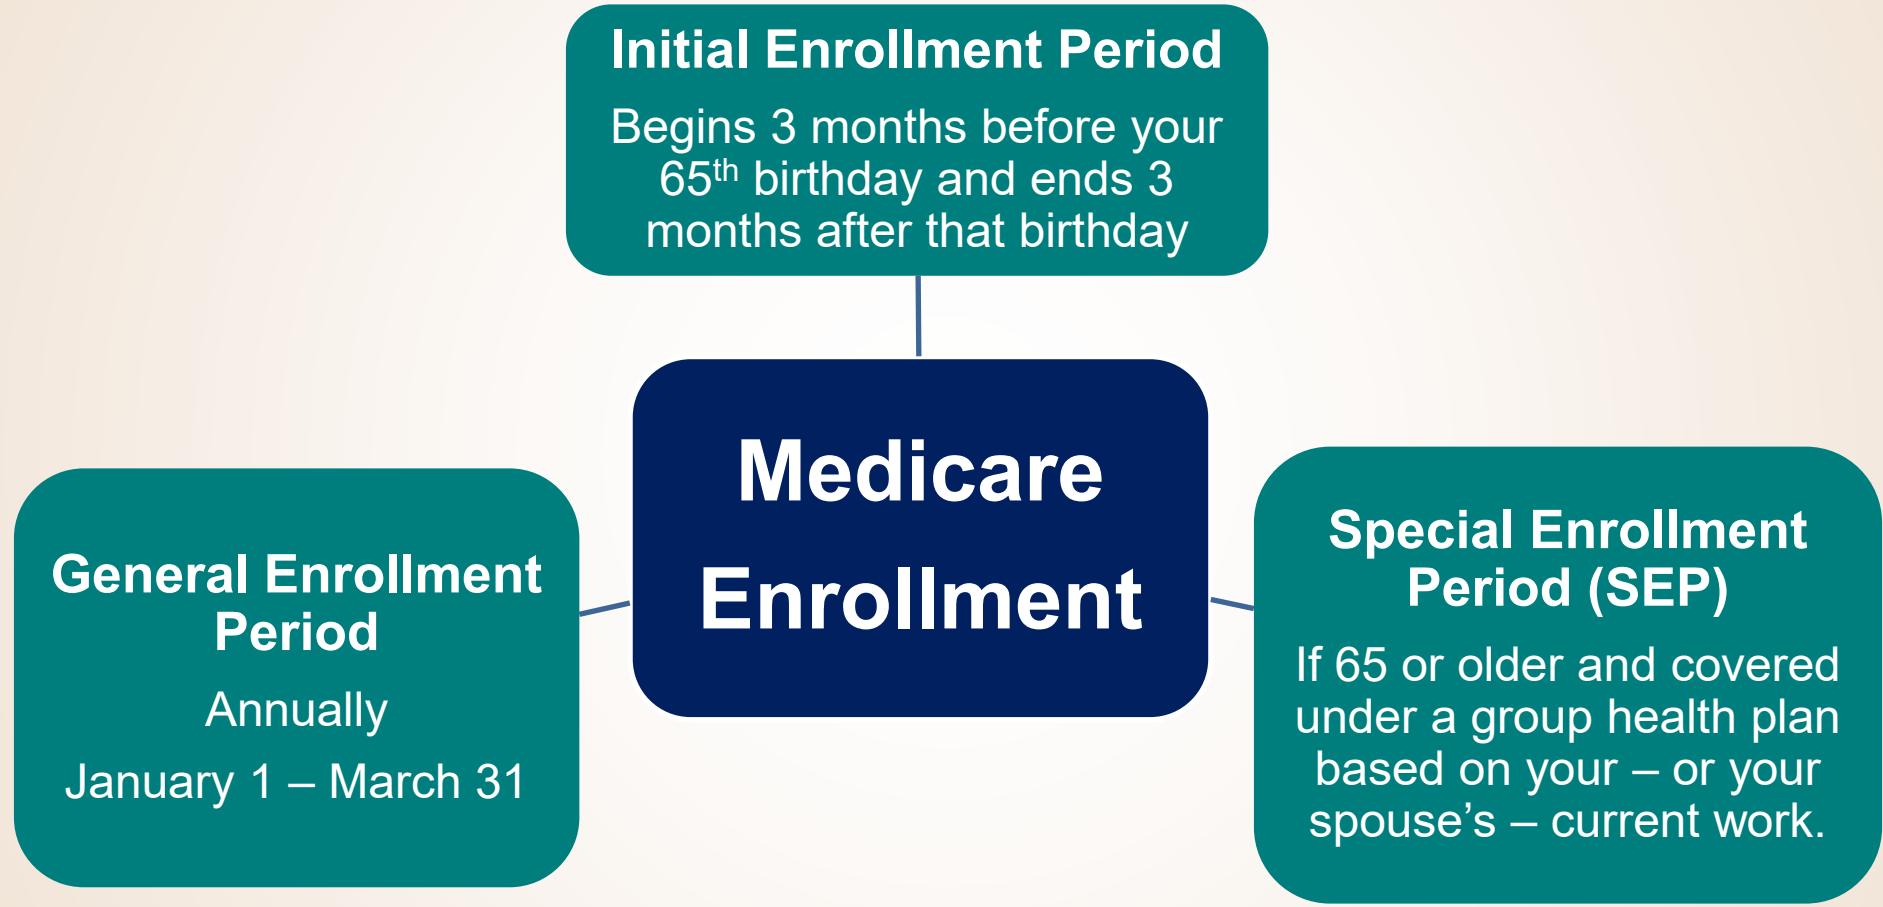 Initial Enrollment Period
Begins 3 months before your
65th birthday and ends 3
months after that birthday
Medicare
Enrollment
General Enrollment
Period
Annually
January 1 – March 31
Special Enrollment
Period (SEP)
If 65 or older and covered
under a group health plan
based on your – or your
spouse’s – current work.